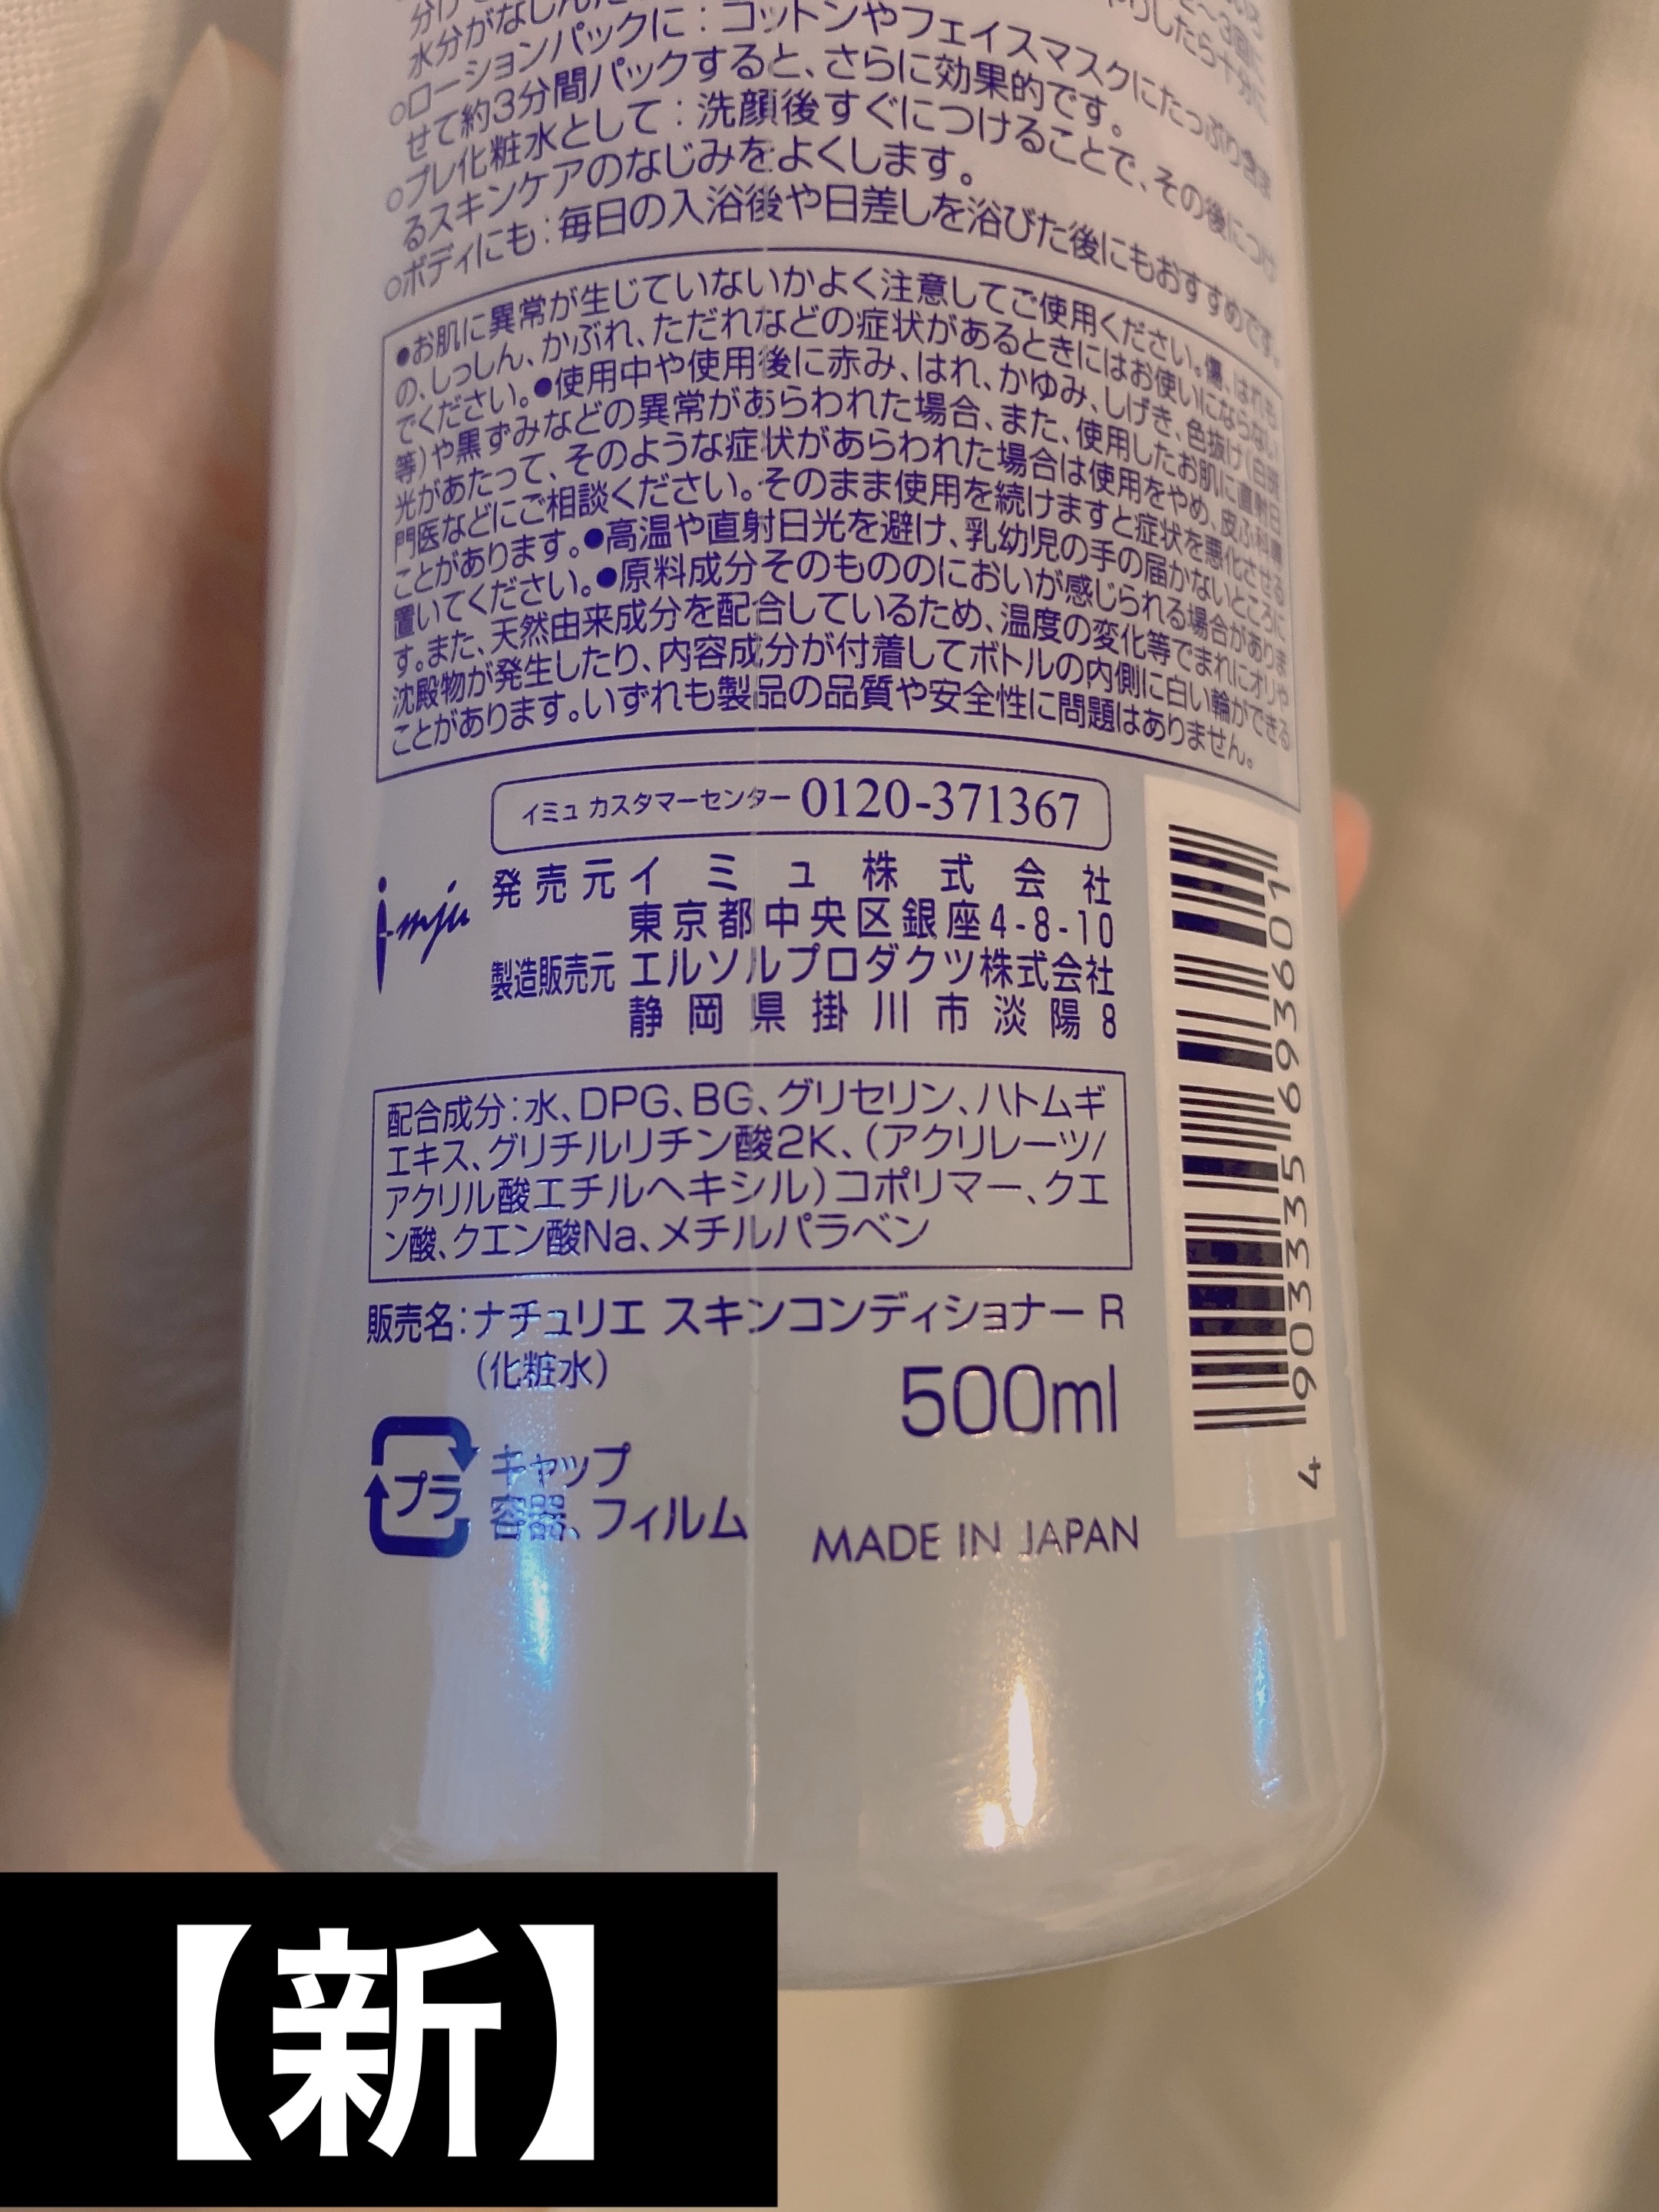 水分がなじんだ
○ローションパックに：コットンやフェイスマスクにたっぷり含ま
せて約3分間パックすると、さらに効果的です。
○プレ化粧水として：洗顔後すぐにつけることで、その後につけ
るスキンケアのなじみをよくします。
○ボディにも：毎日の入浴後や日差しを浴びた後にもおすすめです。
●お肌に異常が生じていないかよく注意してご使用ください。傷、はれも
の、しっしん、かぶれ、ただれなどの症状があるときにはお使いにならない
でください。●使用中や使用後に赤み、はれ、かゆみ、しげき、色抜け（白斑
等）や黒ずみなどの異常があらわれた場合、また、使用したお肌に直射日
光があたって、そのような症状があらわれた場合は使用をやめ、皮ふ科専
門医などにご相談ください。そのまま使用を続けますと症状を悪化させる
ことがあります。●高温や直射日光を避け、乳幼児の手の届かないところに
置いてください。●原料成分そのもののにおいが感じられる場合がありま
す。また、天然由来成分を配合しているため、温度の変化等でまれにオリや
沈殿物が発生したり、内容成分が付着してボトルの内側に白い輪ができる
ことがあります。いずれも製品の品質や安全性に問題はありません。
イミュ カスタマーセンター 0120-371367
imju
発売元 イミュ株式会社
東京都中央区銀座4-8-10
製造販売元 エルソルプロダクツ株式会社
静岡県掛川市淡陽8
配合成分：水、DPG、BG、グリセリン、ハトムギ
エキス、グリチルリチン酸2K、（アクリレーツ/
アクリル酸エチルヘキシル）コポリマー、クエ
ン酸、クエン酸Na、メチルパラベン
販売名：ナチュリエ スキンコンディショナー R
（化粧水）
500ml
プラ
キャップ
容器、フィルム
MADE IN JAPAN
4 903335 693601
【新】